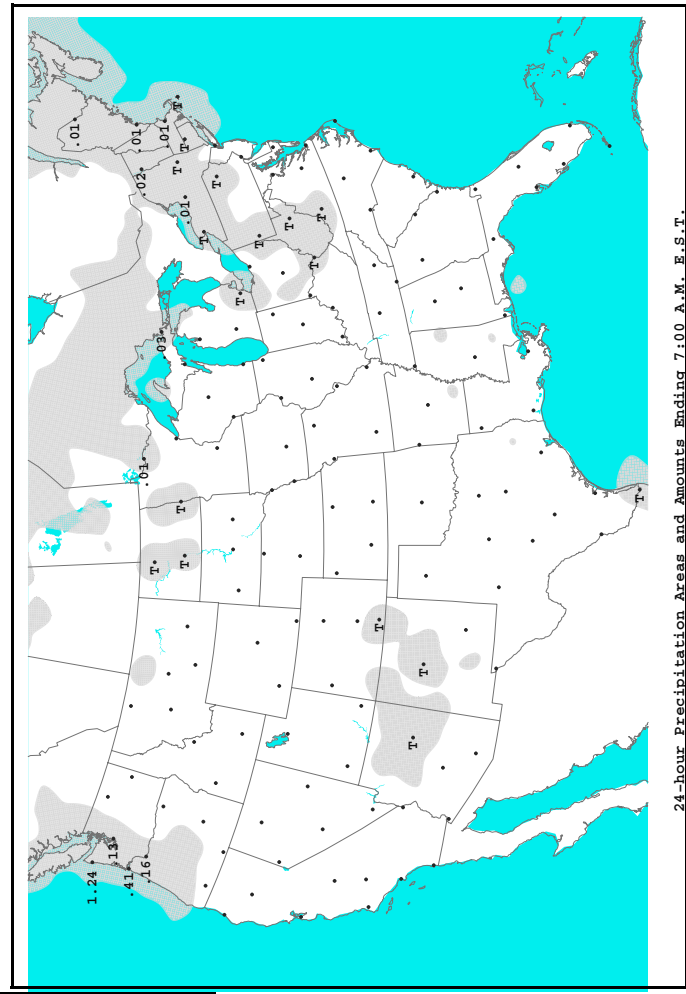 .01
1.24
.13
.41
.01
.02
.01
.16
T
.03
.01
T
T
T
T
T
.01
T
T
T
T
T
T
T
T
T
T
T
24-hour Precipitation Areas and Amounts Ending 7:00 A.M. E.S.T.